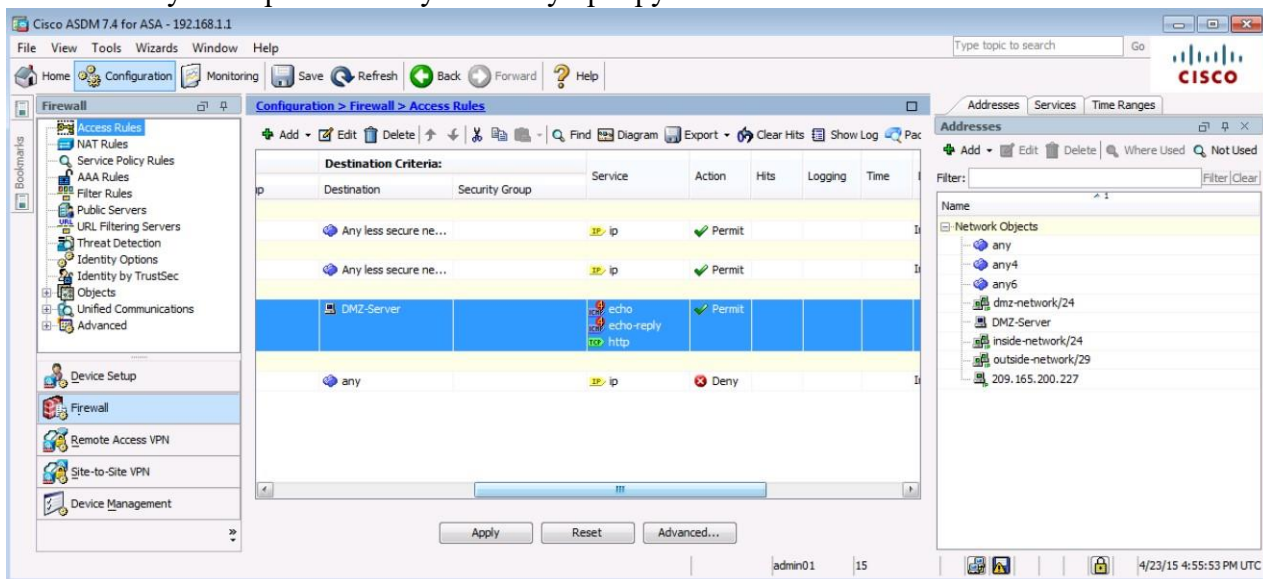 Cisco ASDM 7.4 for ASA - 192.168.1.1
File View Tools Wizards Window Help
Type topic to search Go
CISCO
Home Configuration Monitoring Save Refresh Back Forward Help
Bookmarks
Firewall
Access Rules
NAT Rules
Service Policy Rules
AAA Rules
Filter Rules
Public Servers
URL Filtering Servers
Threat Detection
Identity Options
Identity by TrustSec
Objects
Unified Communications
Advanced
Device Setup
Firewall
Remote Access VPN
Site-to-Site VPN
Device Management
Configuration > Firewall > Access Rules
Add Edit Delete Find Diagram Export Clear Hits Show Log Pac
Destination Criteria:
Destination Security Group Service Action Hits Logging Time
Any less secure ne... IP ip Permit
Any less secure ne... IP ip Permit
DMZ-Server ICMP echo Permit
ICMP echo-reply
TCP http
any IP ip Deny
Apply Reset Advanced...
Addresses Services Time Ranges
Addresses
Add Edit Delete Where Used Not Used
Filter: Filter Clear
Name
Network Objects
any
any4
any6
dmz-network/24
DMZ-Server
inside-network/24
outside-network/29
209.165.200.227
admin01 15 4/23/15 4:55:53 PM UTC